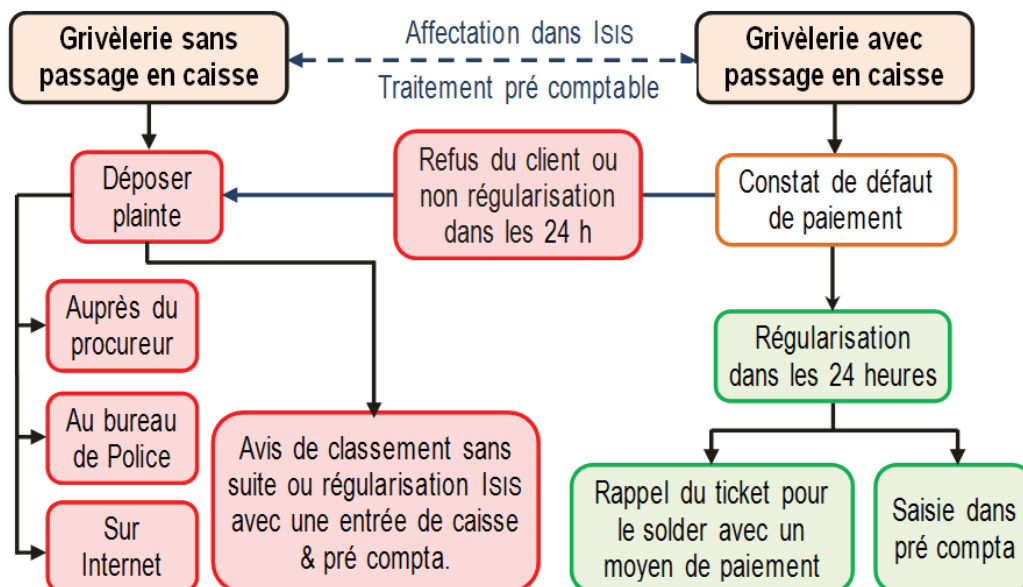 Grivèlerie sans
passage en caisse
Affectation dans ISIS
Traitement pré comptable
Grivèlerie avec
passage en caisse
Déposer
plainte
Refus du client ou
non régularisation
dans les 24 h
Constat de défaut
de paiement
Auprès du
procureur
Au bureau
de Police
Sur
Internet
Avis de classement sans
suite ou régularisation ISIS
avec une entrée de caisse
& pré compta.
Régularisation
dans les 24 heures
Rappel du ticket pour
le solder avec un
moyen de paiement
Saisie dans
pré compta